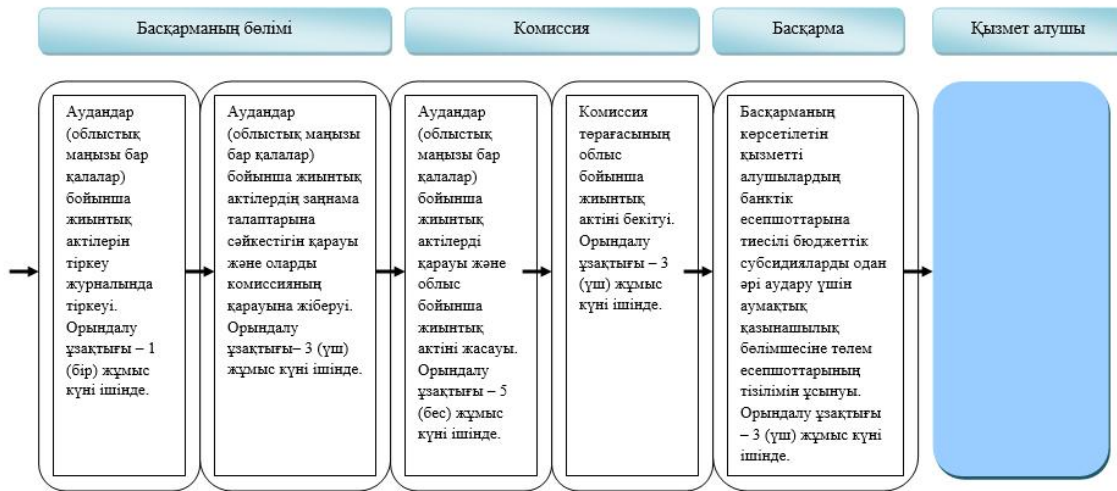 Басқарманың бөлімі
Комиссия
Басқарма
Қызмет алушы
Аудандар
(облыстық
маңызы бар
қалалар)
бойынша
жиынтық
актілерін
тіркеу
журналында
тіркеуі.
Орындалу
ұзақтығы – 1
(бір) жұмыс
күні ішінде.
Аудандар
(облыстық маңызы
бар қалалар)
бойынша жиынтық
актілердің заңнама
талаптарына
сәйкестігін қарауы
және оларды
комиссияның
қарауына жіберуі.
Орындалу
ұзақтығы– 3 (үш)
жұмыс күні ішінде.
Аудандар
(облыстық
маңызы бар
қалалар)
бойынша
жиынтық
актілерді
қарауы және
облыс
бойынша
жиынтық
актіні жасауы.
Орындалу
ұзақтығы – 5
(бес) жұмыс
күні ішінде.
Комиссия
төрағасының
облыс
бойынша
жиынтық
актіні бекітуі.
Орындалу
ұзақтығы – 3
(үш) жұмыс
күні ішінде.
Басқарманың
көрсетілетін
қызметті
алушылардың
банктік
есепшоттарына
тиесілі бюджеттік
субсидияларды одан
әрі аудару үшін
аумақтық
қазынашылық
бөлімшесіне төлем
есепшоттарының
тізілімін ұсынуы.
Орындалу ұзақтығы
– 3 (үш) жұмыс күні
ішінде.